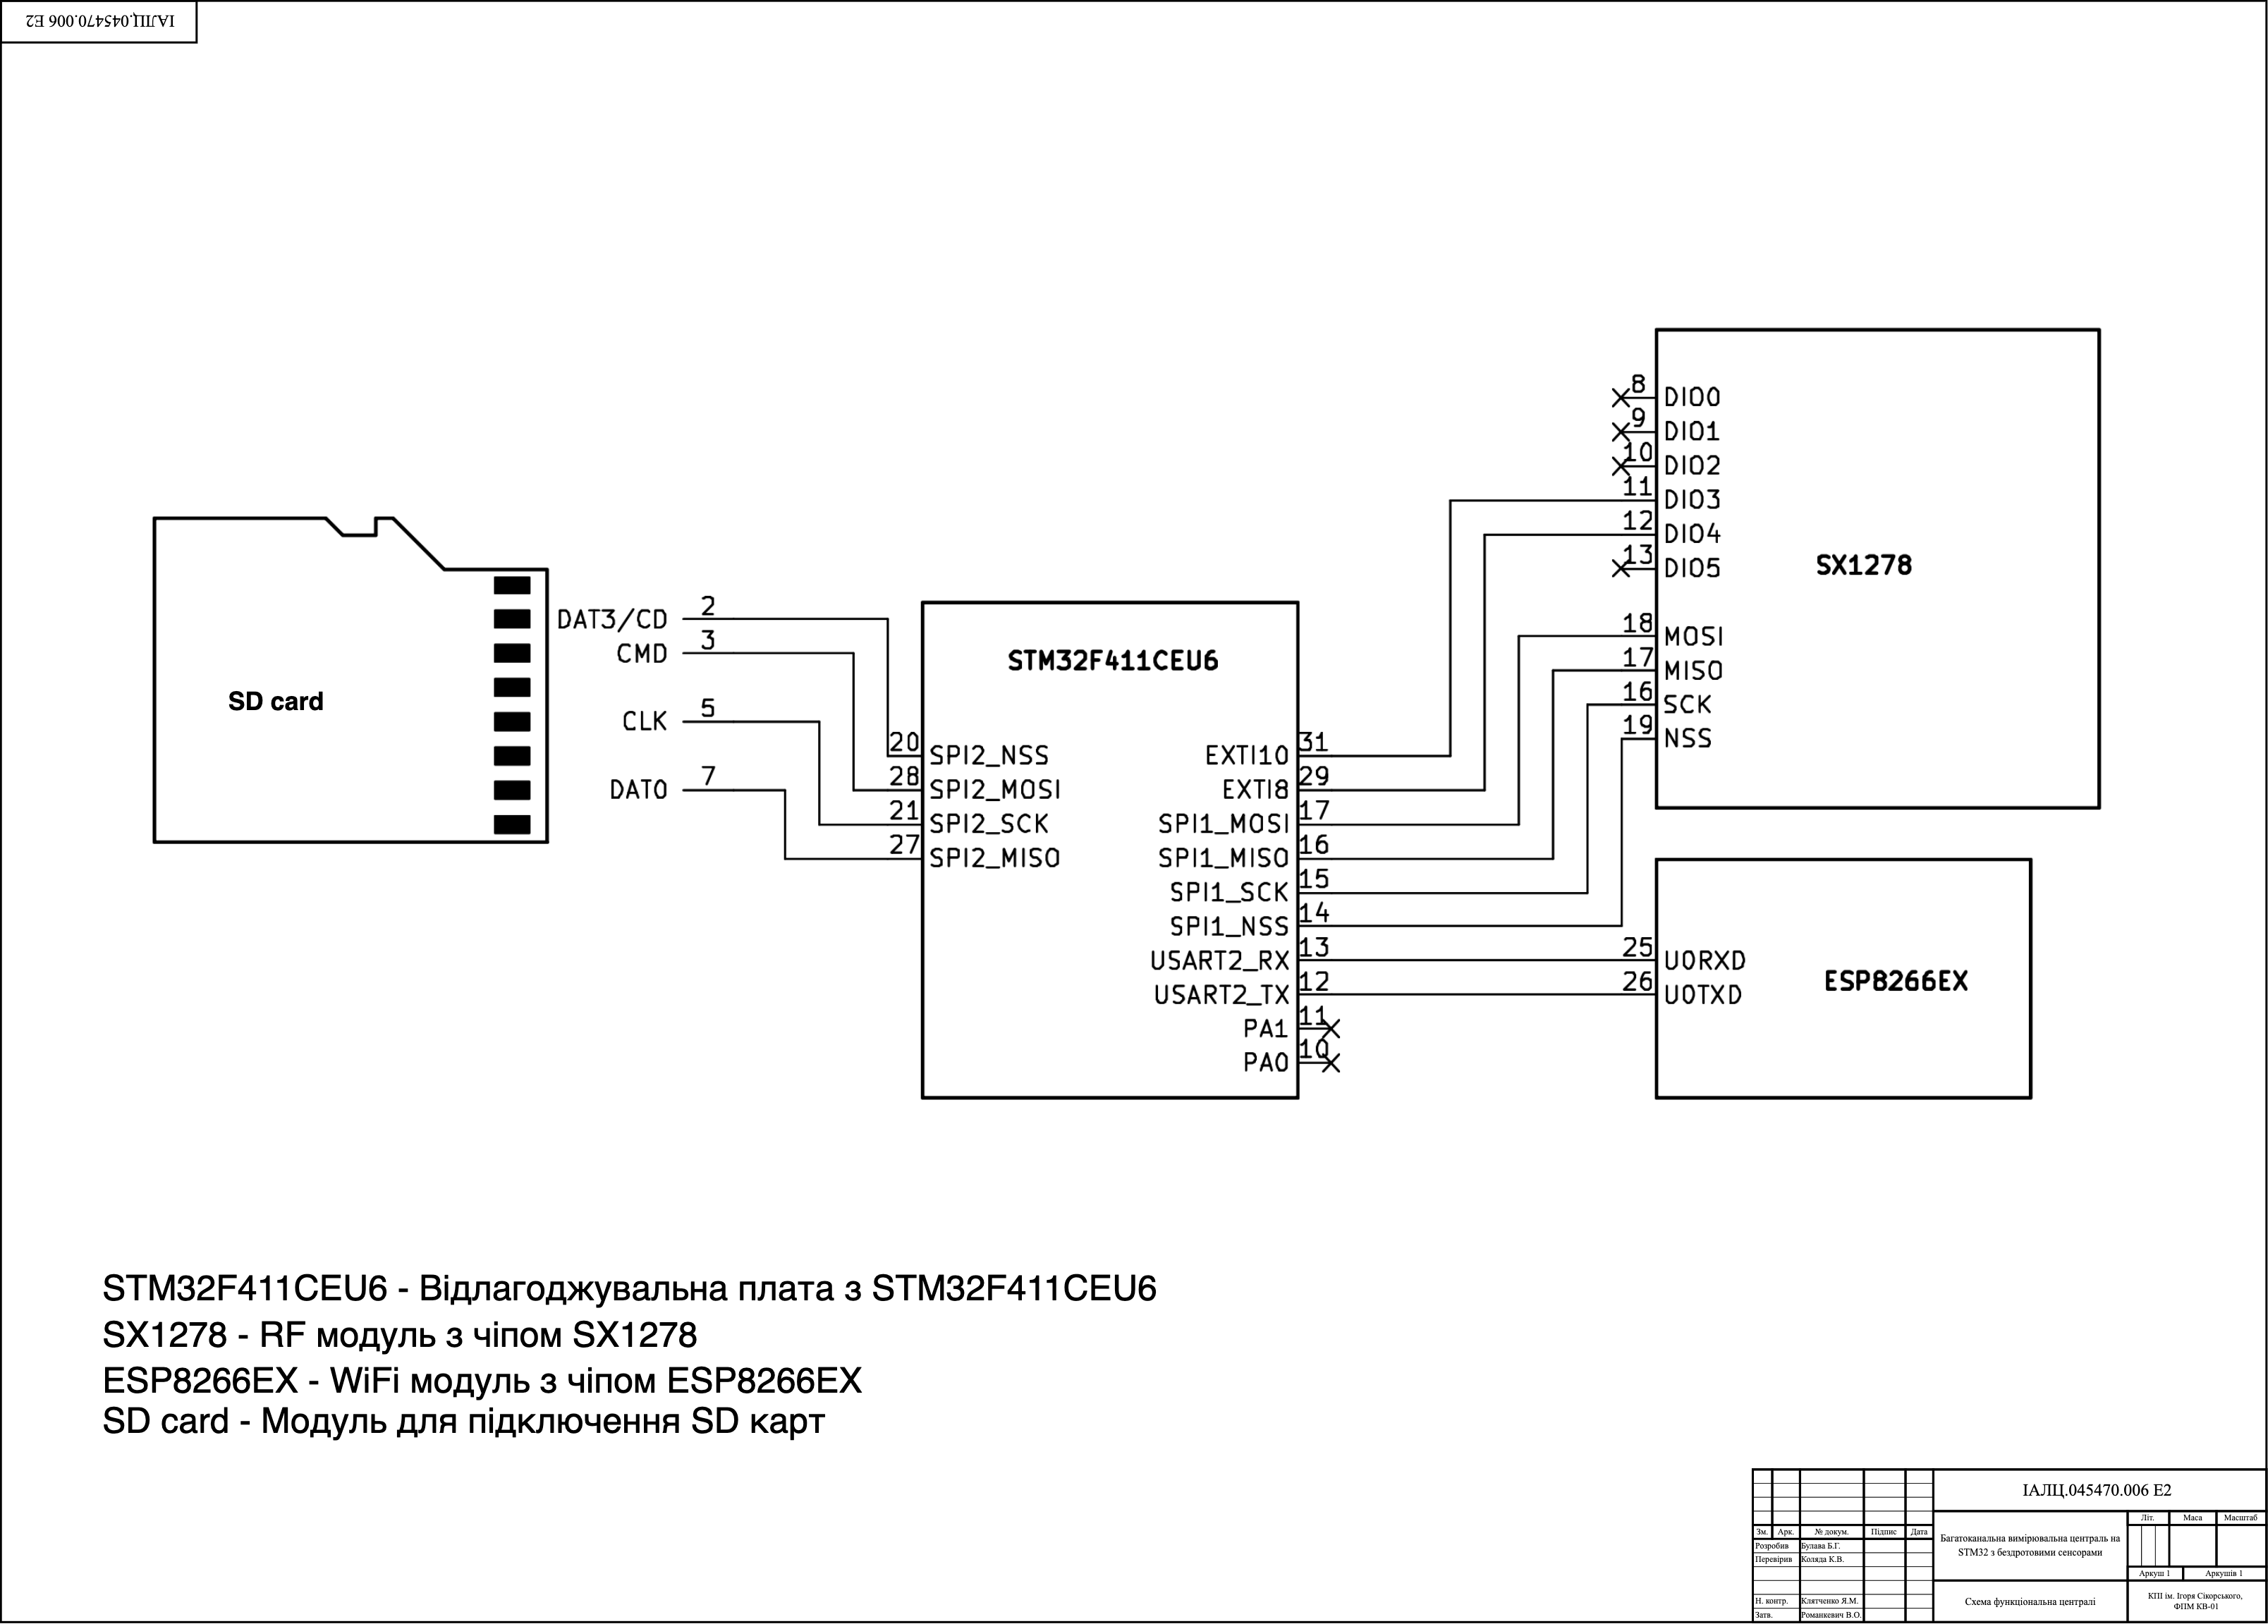 ІАЛЦ.045470.006 Е2
8
DIO0
9
DIO1
10
DIO2
11
DIO3
12
DIO4
13
DIO5
SX1278
18
MOSI
17
MISO
16
SCK
19
NSS
SD card
DAT3/CD 2
CMD 3
CLK 5
DAT0 7
STM32F411CEU6
20 SPI2_NSS
28 SPI2_MOSI
21 SPI2_SCK
27 SPI2_MISO
EXTI10 31
EXTI8 29
SPI1_MOSI 17
SPI1_MISO 16
SPI1_SCK 15
SPI1_NSS 14
USART2_RX 13
USART2_TX 12
PA1 11
PA0 10
25 U0RXD
26 U0TXD
ESP8266EX
STM32F411CEU6 - Відлагоджувальна плата з STM32F411CEU6
SX1278 - RF модуль з чіпом SX1278
ESP8266EX - WiFi модуль з чіпом ESP8266EX
SD card - Модуль для підключення SD карт
ІАЛЦ.045470.006 Е2
Зм. Арк. № докум. Підпис Дата
Розробив Булава Б.Г.
Перевірив Коляда К.В.
Н. контр. Клятченко Я.М.
Затв. Романкевич В.О.
Багатоканальна вимірювальна централь на
STM32 з бездротовими сенсорами
Літ. Маса Масштаб
Аркуш 1 Аркушів 1
Схема функціональна централі
КПІ ім. Ігоря Сікорського,
ФПМ КВ-01